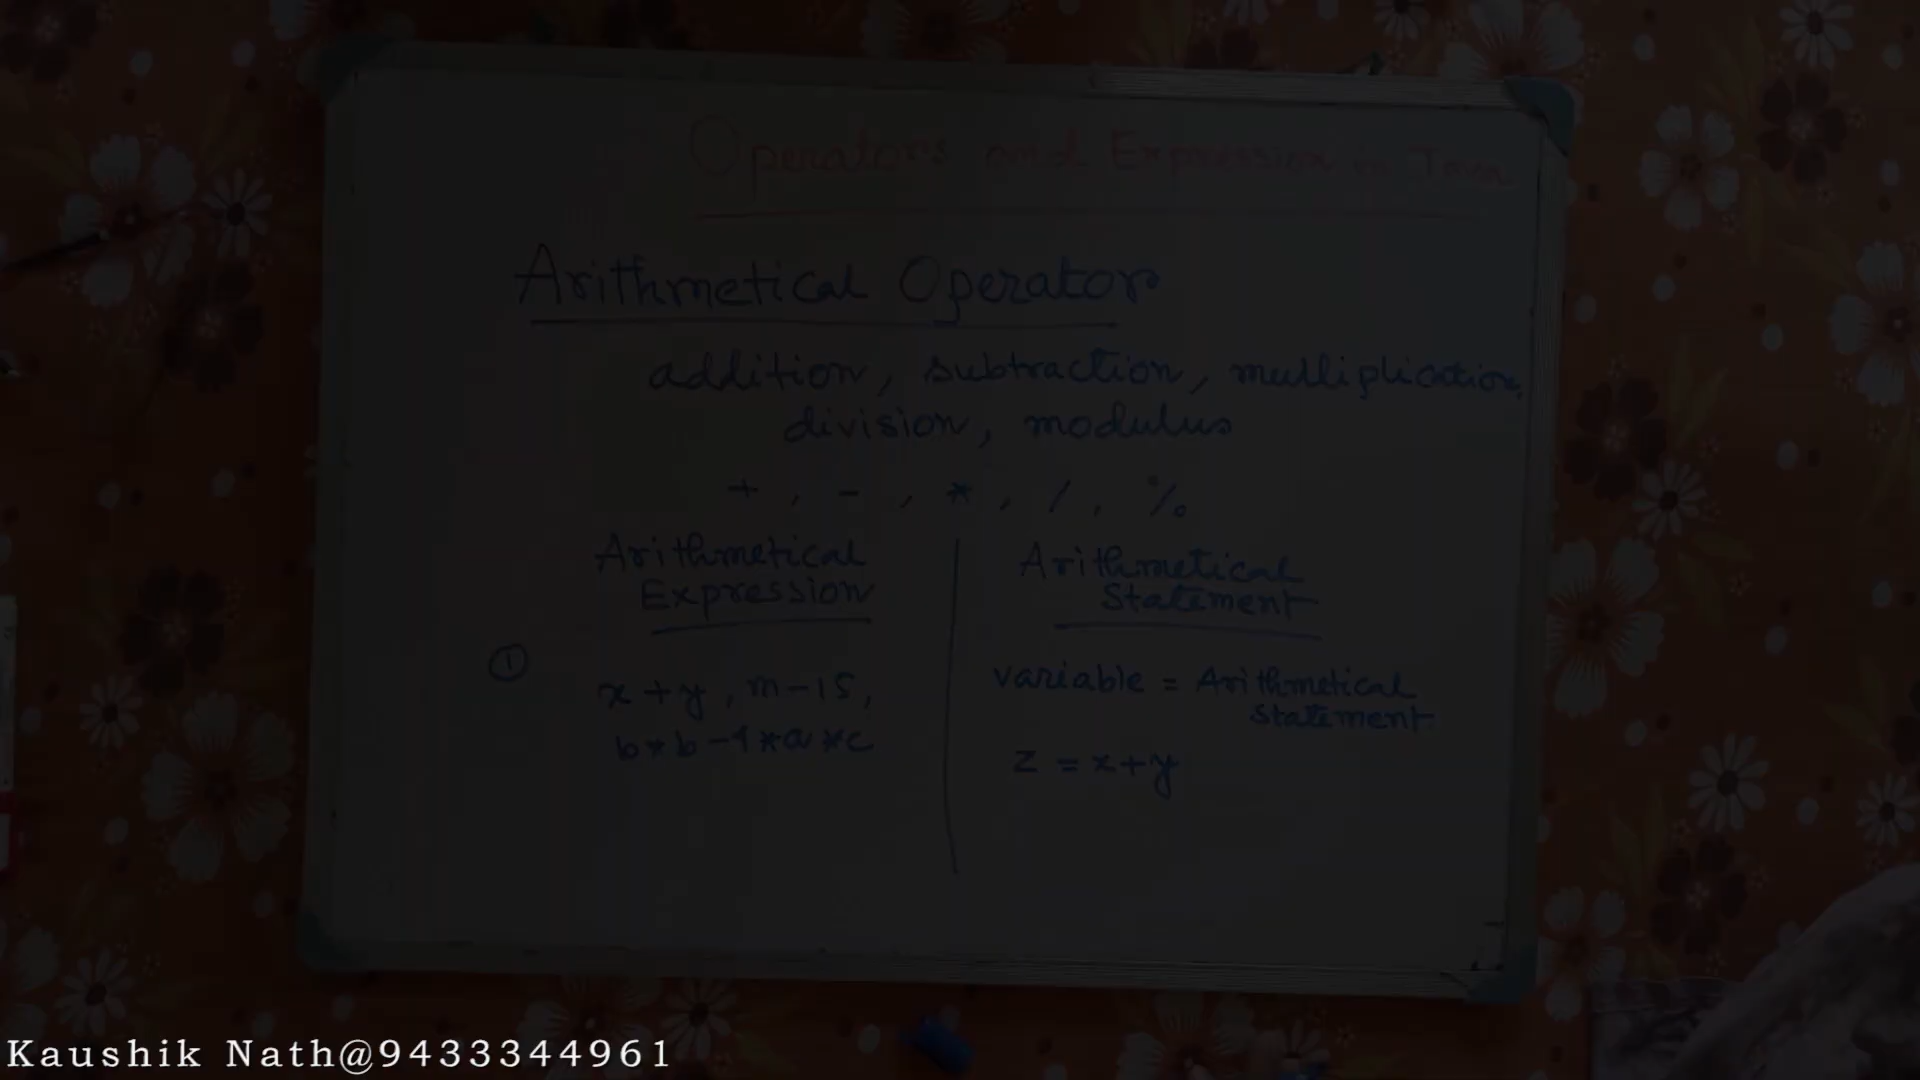 Operators and Expression in Java
Arithmetical Operators
addition, subtraction, multiplication,
division, modulus
+ , - , * , / , %
Arithmetical
Expression
① x + y , m - 15,
b * b - 4 * a * c
Arithmetical
Statement
variable = Arithmetical
Statement
z = x + y
Kaushik Nath@9433344961